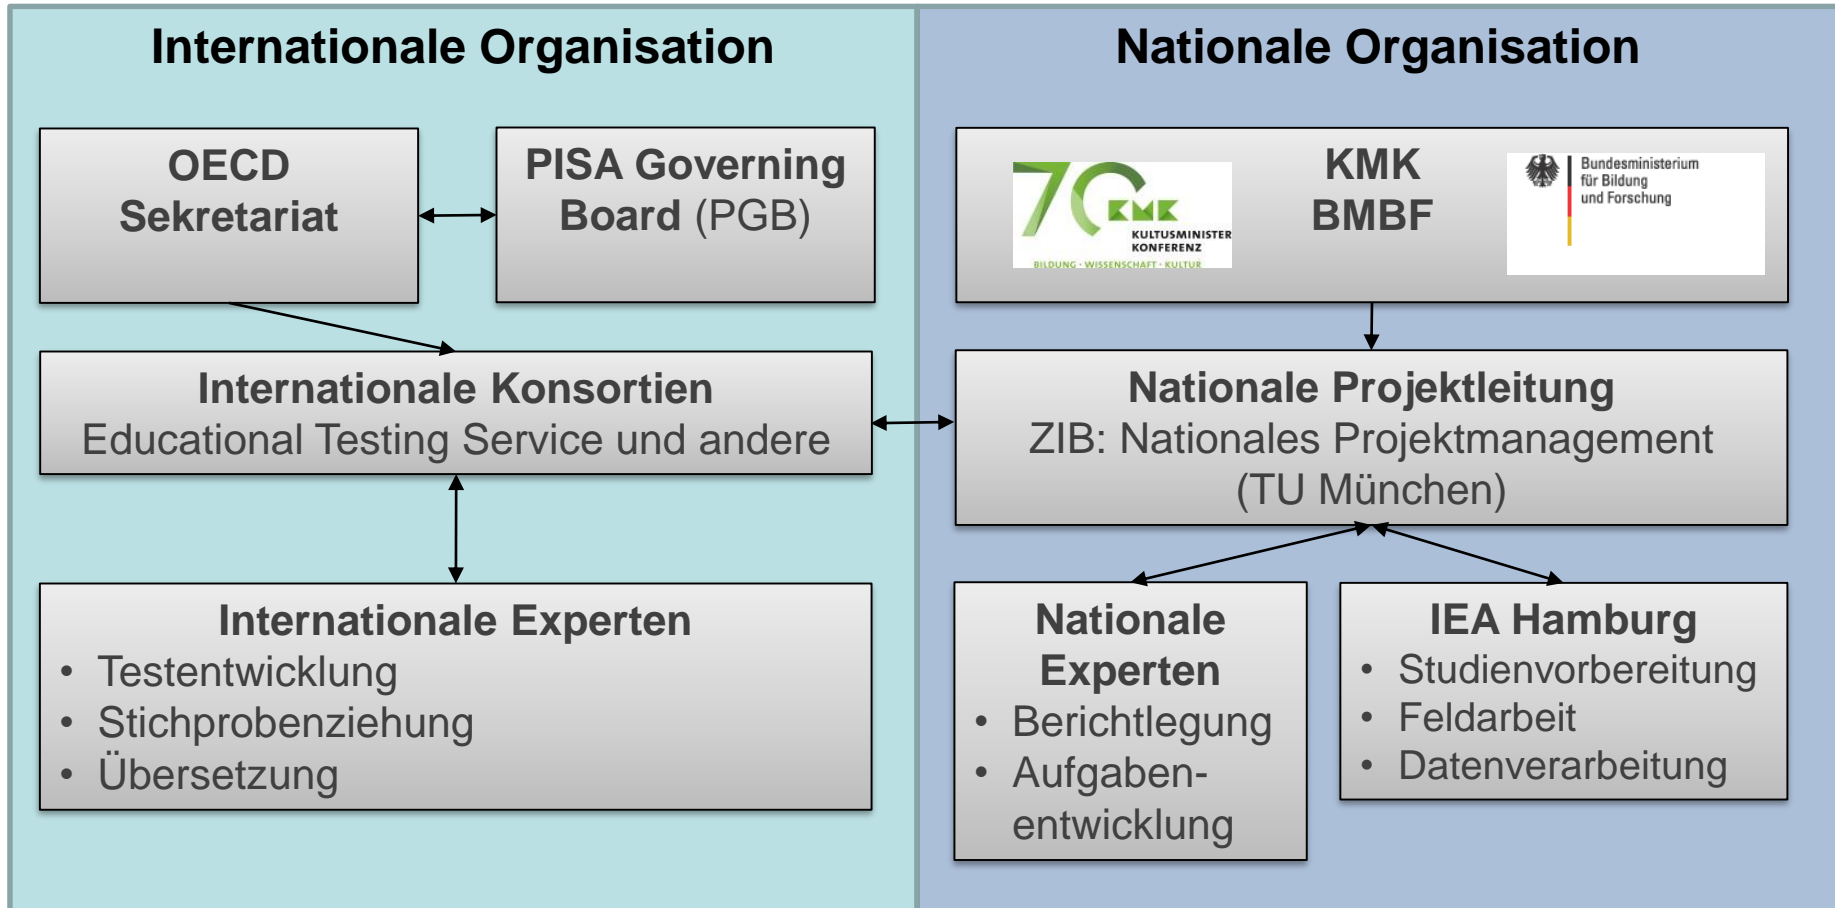 Internationale Organisation
OECD
Sekretariat
PISA Governing
Board (PGB)
Internationale Konsortien
Educational Testing Service und andere
Internationale Experten
• Testentwicklung
• Stichprobenziehung
• Übersetzung
Nationale Organisation
70 KMK
KULTUSMINISTER
KONFERENZ
BILDUNG · WISSENSCHAFT · KULTUR
KMK
BMBF
Bundesministerium
für Bildung
und Forschung
Nationale Projektleitung
ZIB: Nationales Projektmanagement
(TU München)
Nationale
Experten
• Berichtlegung
• Aufgaben-
entwicklung
IEA Hamburg
• Studienvorbereitung
• Feldarbeit
• Datenverarbeitung